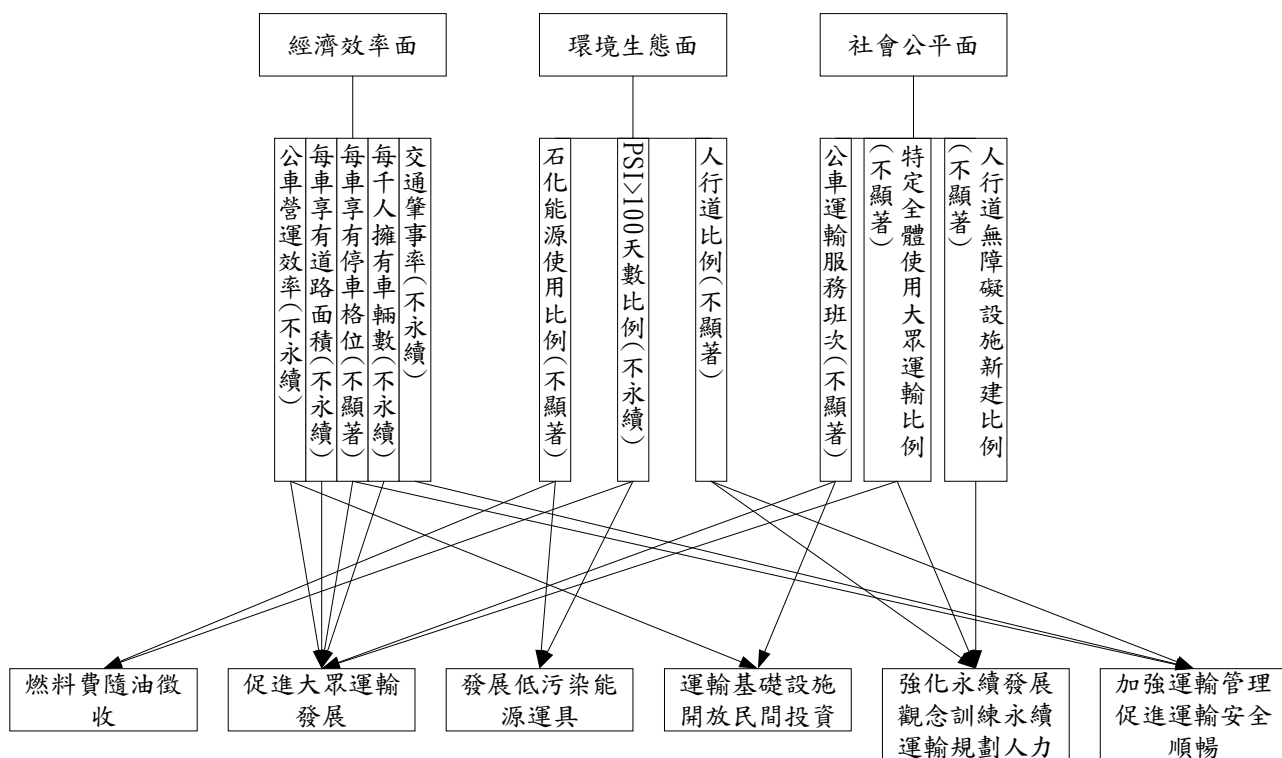 經濟效率面
環境生態面
社會公平面
公車營運效率(不永續)
每車享有道路面積(不永續)
每車享有停車格位(不顯著)
每千人擁有車輛數(不永續)
交通肇事率(不永續)
石化能源使用比例(不顯著)
PSI>100天數比例(不永續)
人行道比例(不顯著)
公車運輸服務班次(不顯著)
特定全體使用大眾運輸比例
(不顯著)
人行道無障礙設施新建比例
(不顯著)
燃料費隨油徵
收
促進大眾運輸
發展
發展低污染能
源運具
運輸基礎設施
開放民間投資
強化永續發展
觀念訓練永續
運輸規劃人力
加強運輸管理
促進運輸安全
順暢